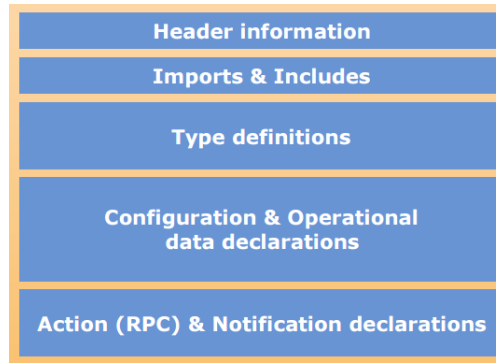 Header information
Imports & Includes
Type definitions
Configuration & Operational
data declarations
Action (RPC) & Notification declarations